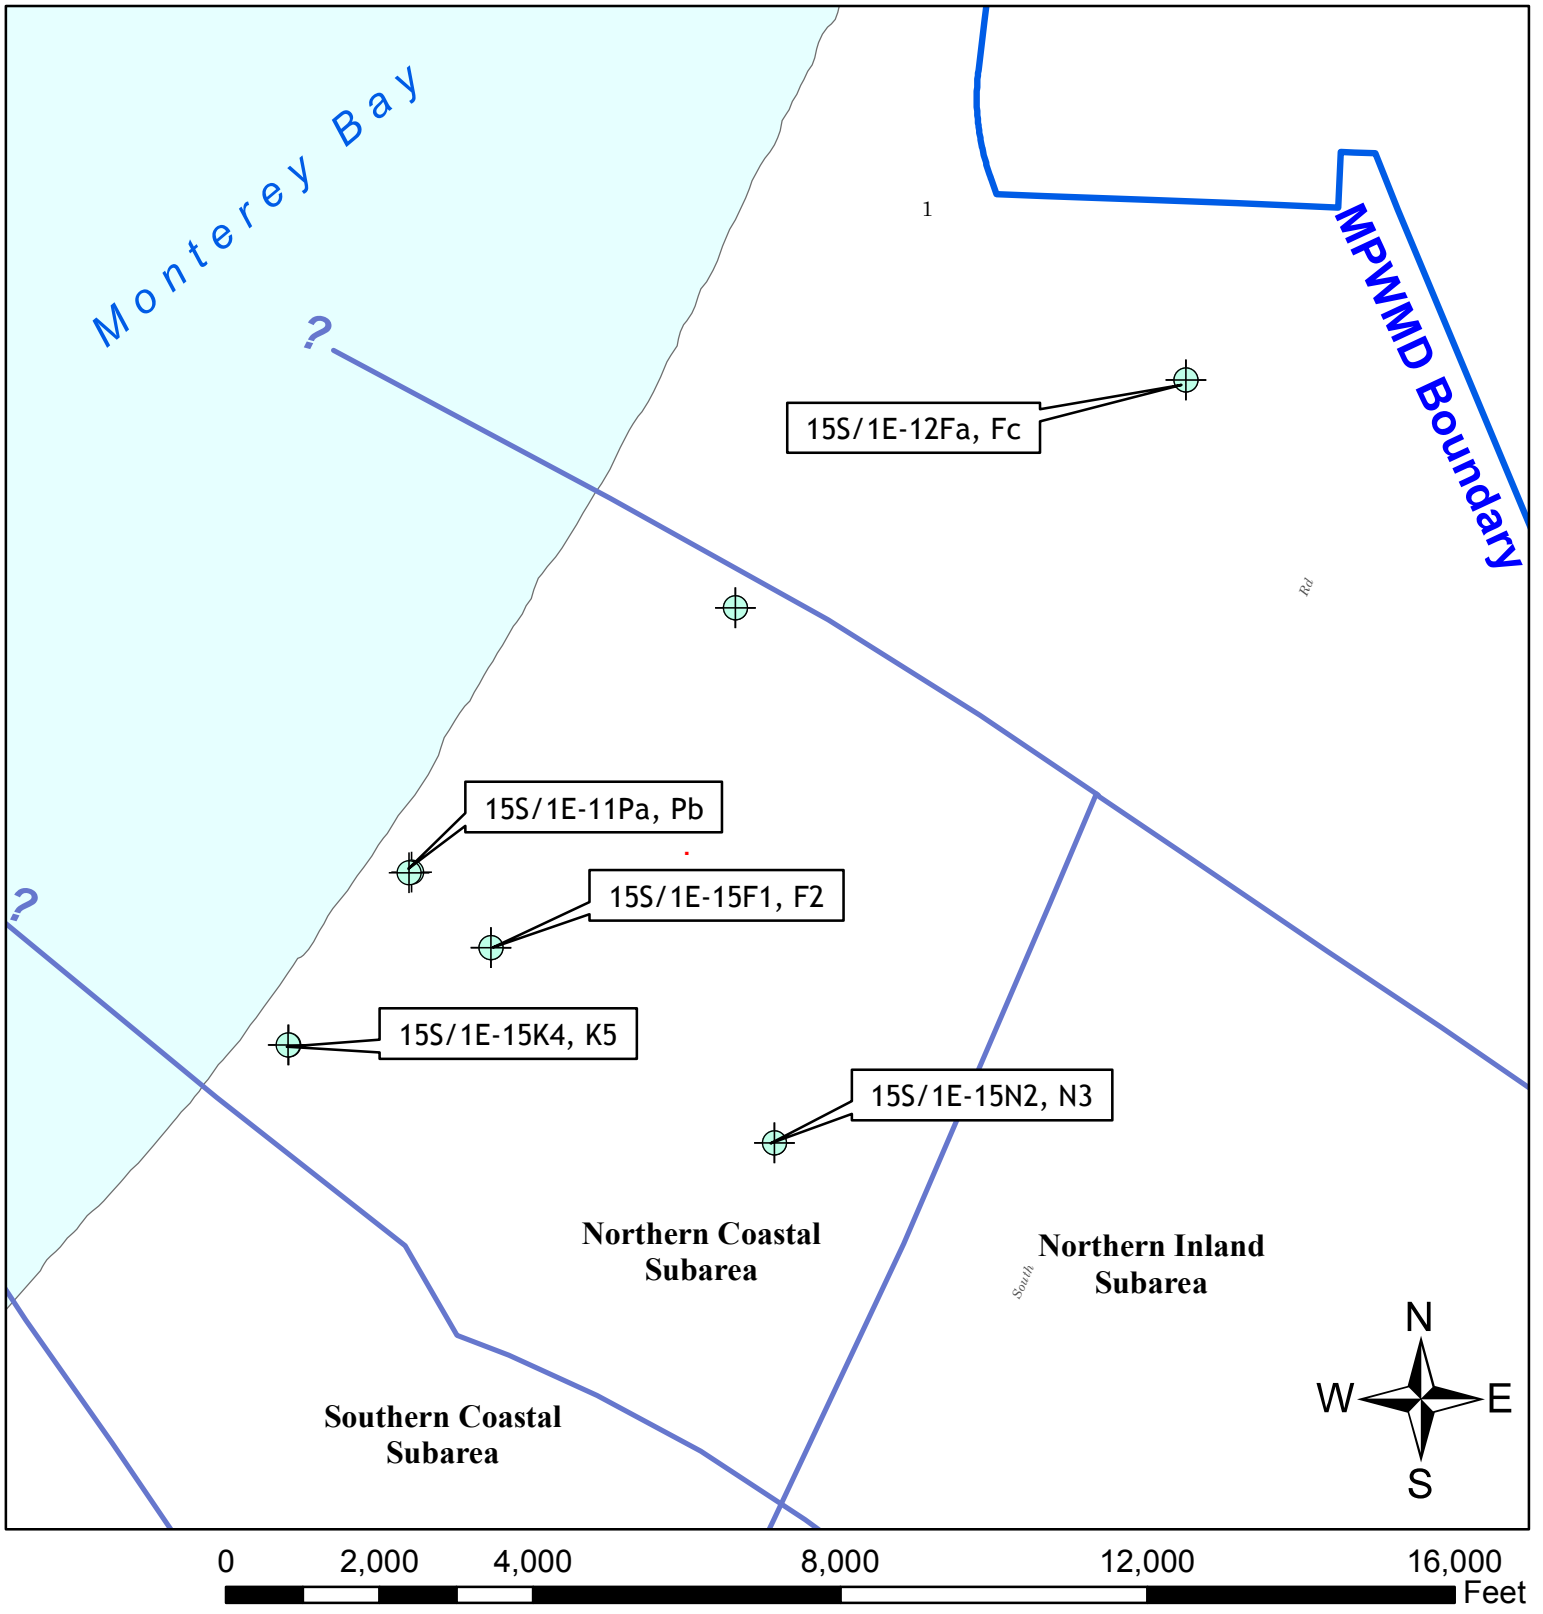 Monterey Bay
1
MPWMD Boundary
?
15S/1E-12Fa, Fc
Rd
15S/1E-11Pa, Pb
15S/1E-15F1, F2
?
15S/1E-15K4, K5
15S/1E-15N2, N3
Northern Coastal
Subarea
Northern Inland
Subarea
South
Southern Coastal
Subarea
N
W E
S
0 2,000 4,000 8,000 12,000 16,000
Feet